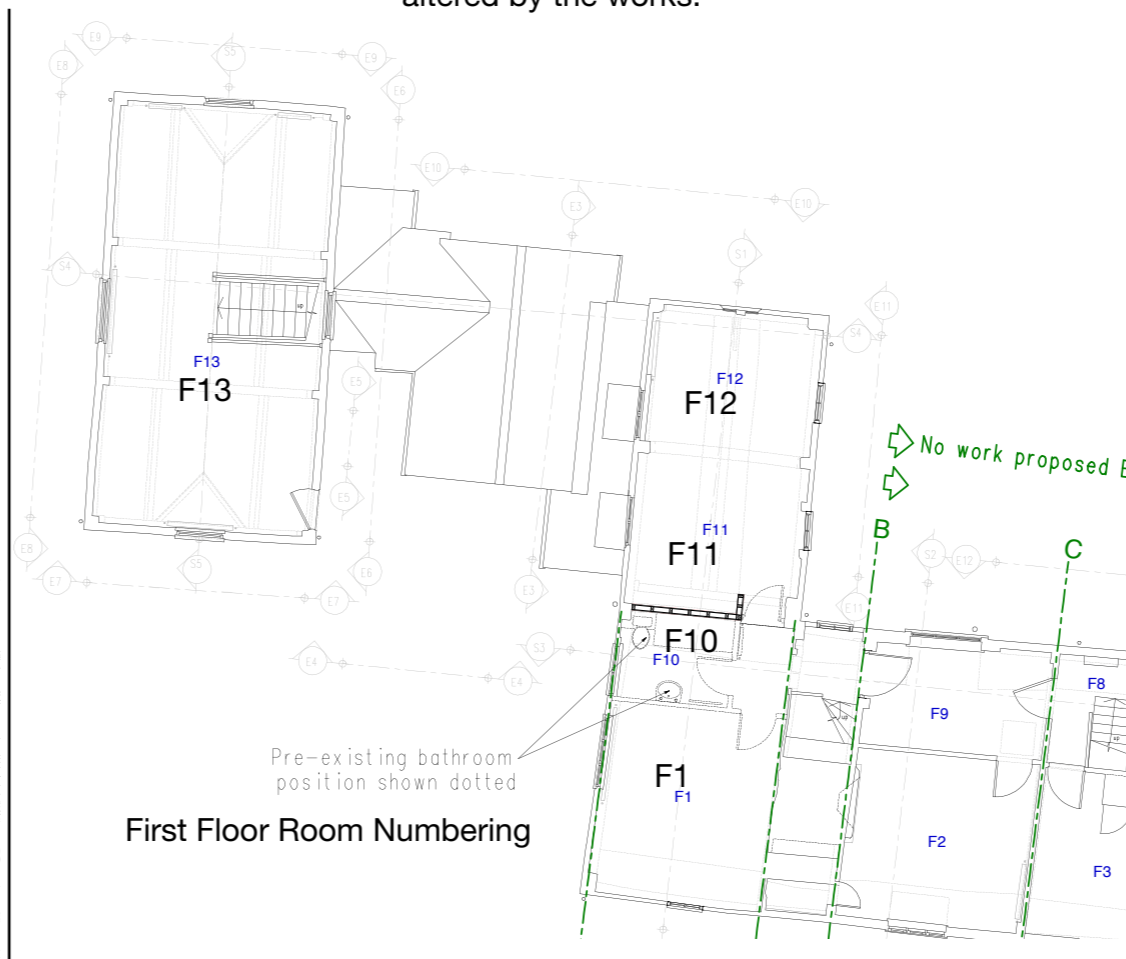 altered by the works.
E9
S5
E9
E8
E6
E10
E3
E10
S1
S4
E11
S4
F13
F13
F12
F12
E5
No work proposed
B
F11
F11
E5
S2
E12
C
E8
S5
E7
E6
E7
E3
E11
F10
F10
S3
E4
E4
F8
F9
Pre-existing bathroom
position shown dotted
F1
F1
First Floor Room Numbering
F2
F3